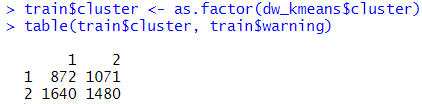 > train$cluster <- as.factor(dw_kmeans$cluster)
> table(train$cluster, train$warning)
1 2
1 872 1071
2 1640 1480